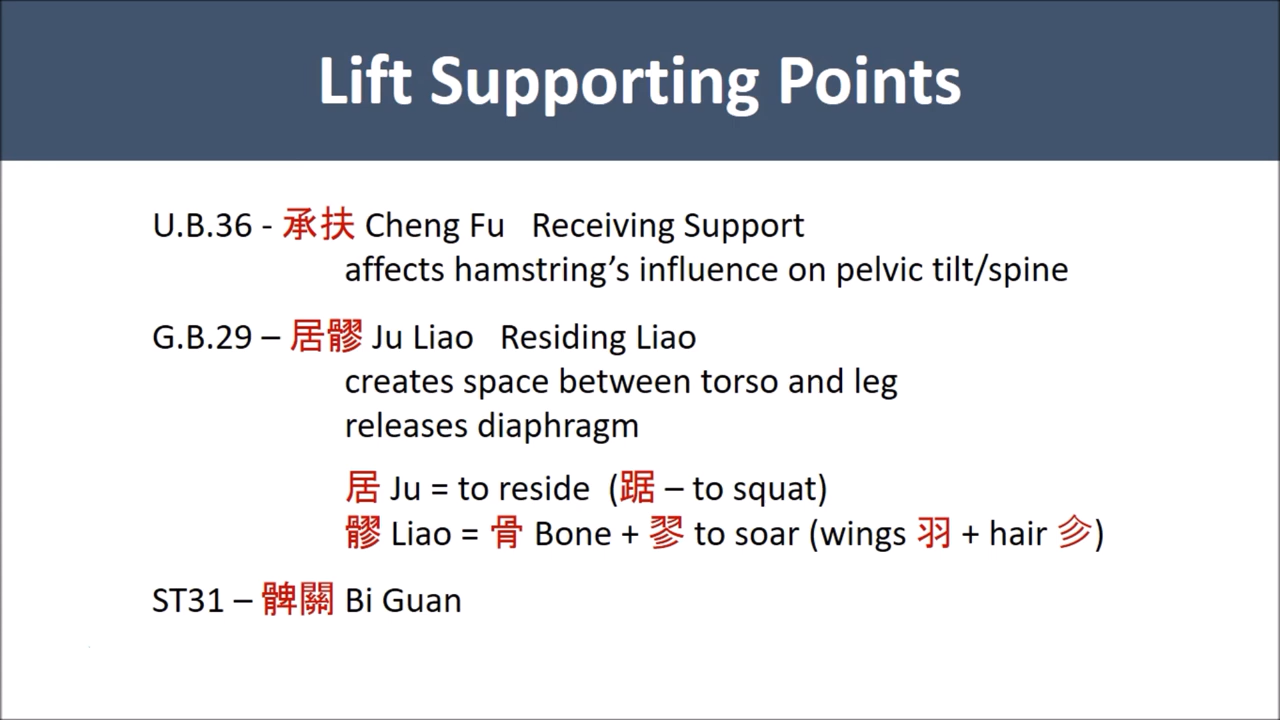 Lift Supporting Points
U.B.36 - 承扶 Cheng Fu Receiving Support
affects hamstring’s influence on pelvic tilt/spine
G.B.29 – 居髎 Ju Liao Residing Liao
creates space between torso and leg
releases diaphragm
居 Ju = to reside (踞 – to squat)
髎 Liao = 骨 Bone + 翏 to soar (wings 羽 + hair 㐱)
ST31 – 髀關 Bi Guan